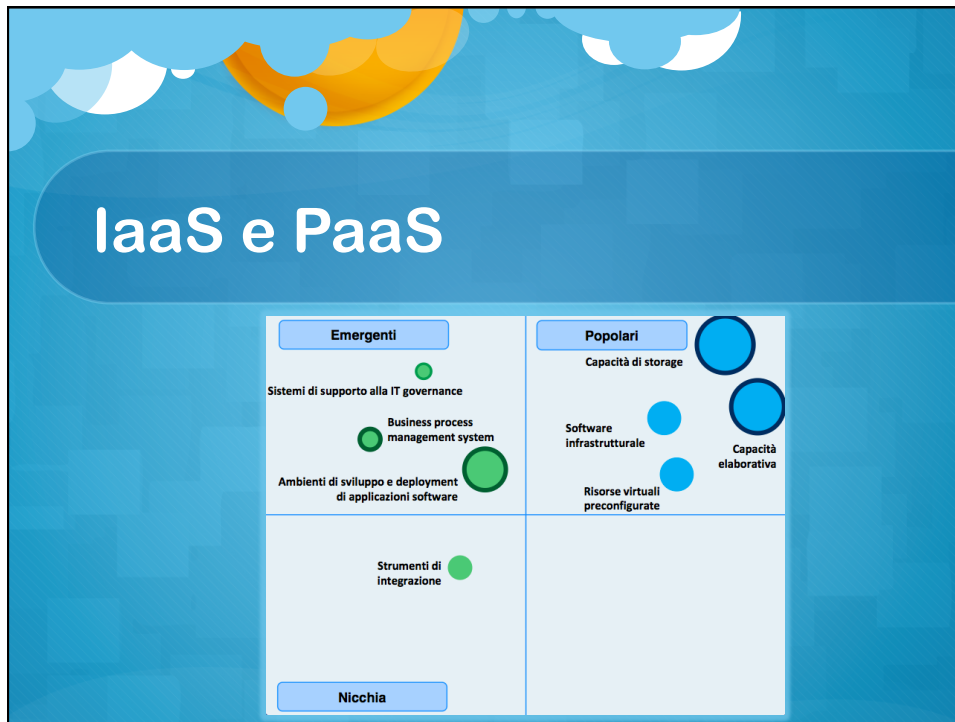 IaaS e PaaS
Emergenti
Popolari
Capacità di storage
Sistemi di supporto alla IT governance
Business process
management system
Software
infrastrutturale
Capacità
elaborativa
Ambienti di sviluppo e deployment
di applicazioni software
Risorse virtuali
preconfigurate
Strumenti di
integrazione
Nicchia